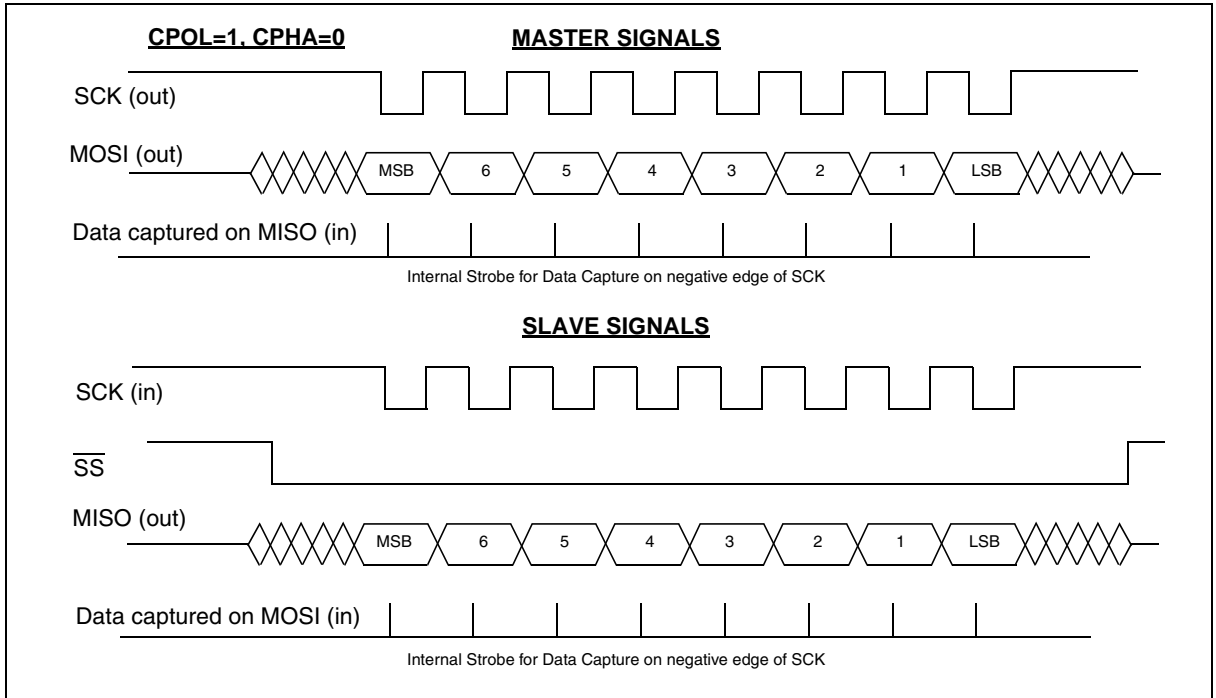 CPOL=1, CPHA=0 MASTER SIGNALS
SCK (out)
MOSI (out)
MSB 6 5 4 3 2 1 LSB
Data captured on MISO (in)
Internal Strobe for Data Capture on negative edge of SCK
SLAVE SIGNALS
SCK (in)
SS
MISO (out)
MSB 6 5 4 3 2 1 LSB
Data captured on MOSI (in)
Internal Strobe for Data Capture on negative edge of SCK